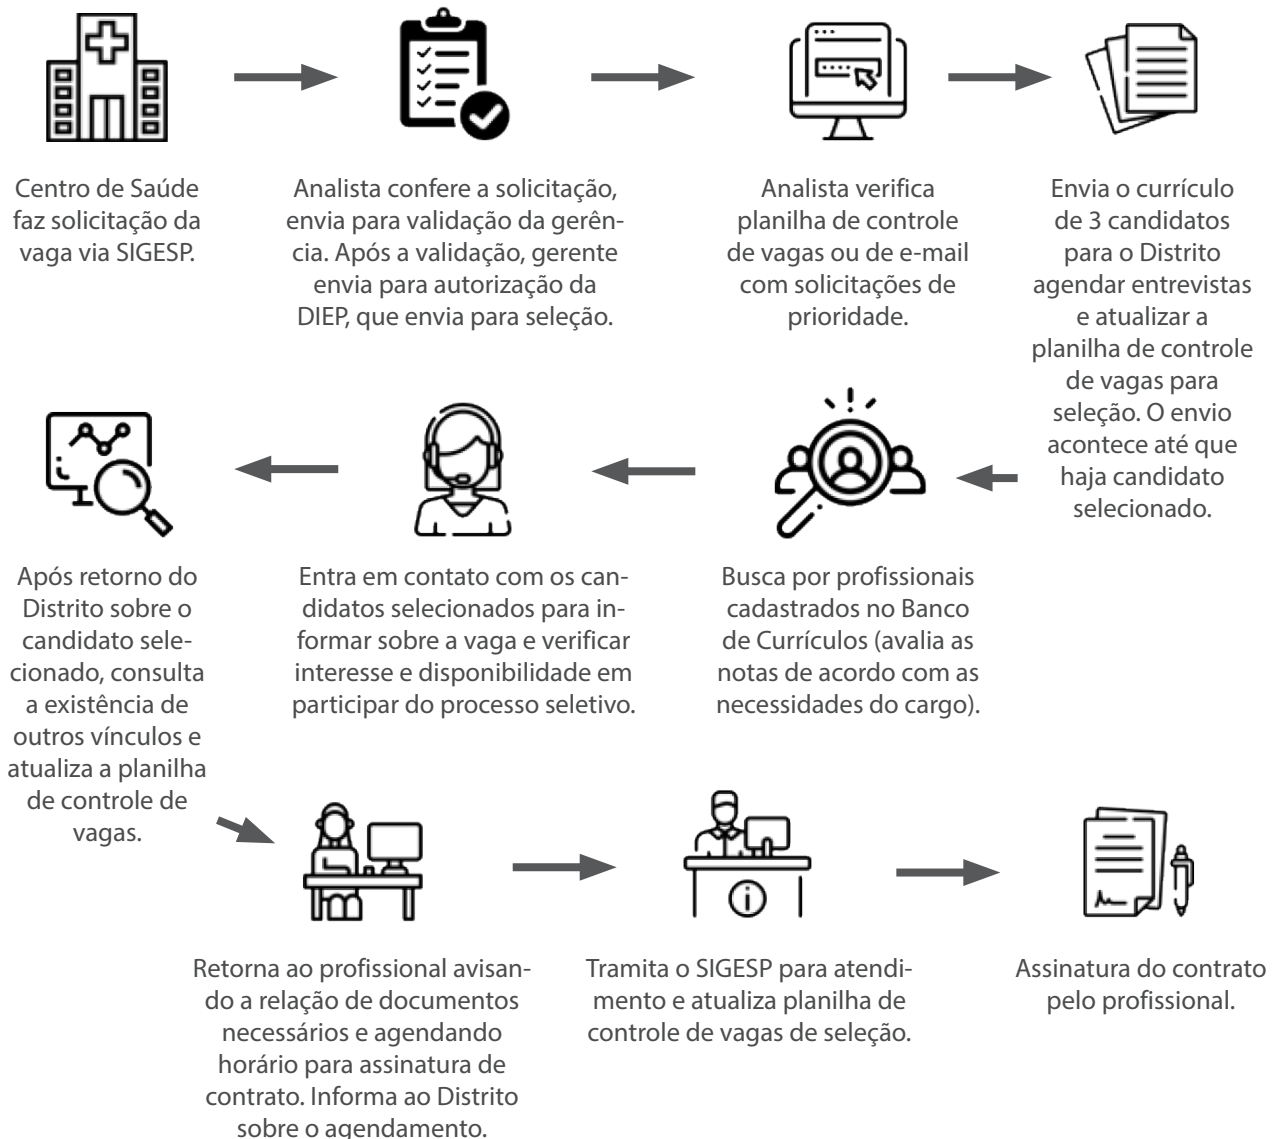 Centro de Saúde
faz solicitação da
vaga via SIGESP.
Analista confere a solicitação,
envia para validação da gerên-
cia. Após a validação, gerente
envia para autorização da
DIEP, que envia para seleção.
Analista verifica
planilha de controle
de vagas ou de e-mail
com solicitações de
prioridade.
Envia o currículo
de 3 candidatos
para o Distrito
agendar entrevistas
e atualizar a
planilha de controle
de vagas para
seleção. O envio
acontece até que
haja candidato
selecionado.
Busca por profissionais
cadastrados no Banco
de Currículos (avalia as
notas de acordo com as
necessidades do cargo).
Entra em contato com os can-
didatos selecionados para in-
formar sobre a vaga e verificar
interesse e disponibilidade em
participar do processo seletivo.
Após retorno do
Distrito sobre o
candidato sele-
cionado, consulta
a existência de
outros vínculos e
atualiza a planilha
de controle de
vagas.
Retorna ao profissional avisan-
do a relação de documentos
necessários e agendando
horário para assinatura de
contrato. Informa ao Distrito
sobre o agendamento.
Tramita o SIGESP para atendi-
mento e atualiza planilha de
controle de vagas de seleção.
Assinatura do contrato
pelo profissional.